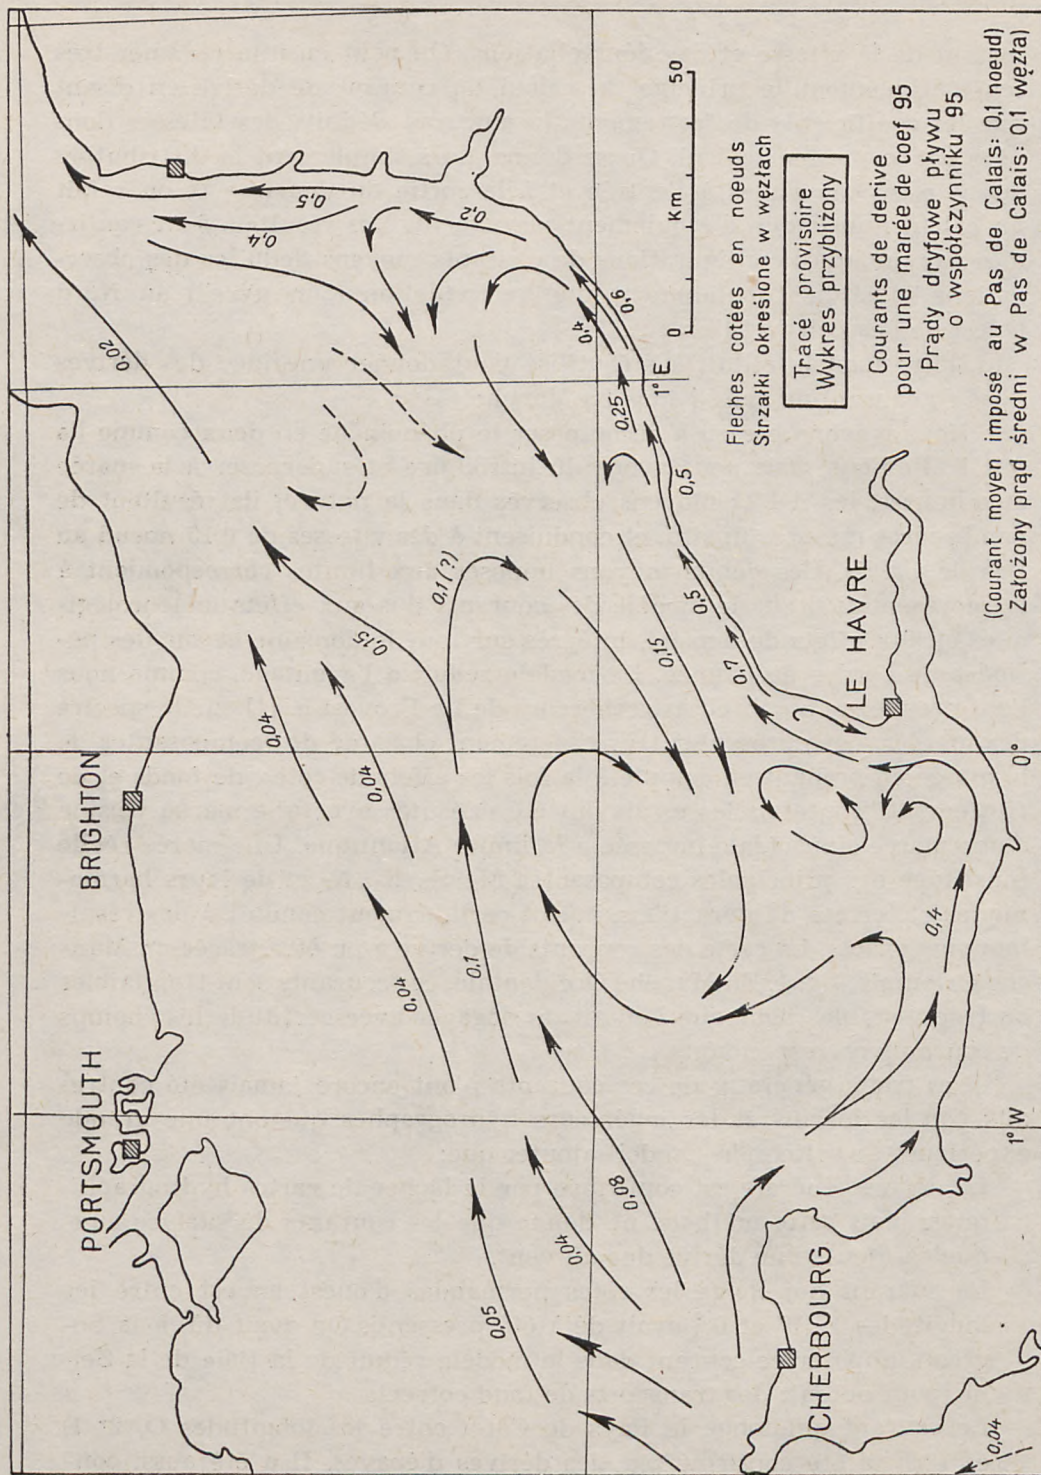 PORTSMOUTH
BRIGHTON
CHERBOURG
LE HAVRE
1° W
0°
1° E
0,02
0,5
0,4
0,2
0,6
0,4
0,25
0,5
0,5
0,7
0,15
0,1(?)
0,15
0,04
0,04
0,04
0,1
0,4
0,08
0,04
0,05
0,04
0 Km 50
Fleches cotées en noeuds
Strzałki określone w węzłach
Tracé provisoire
Wykres przybliżony
Courants de derive
pour une marée de coef 95
Prądy dryfowe pływu
o współczynniku 95
(Courant moyen imposé au Pas de Calais: 0,1 noeud)
Założony prąd średni w Pas de Calais: 0,1 węzła)